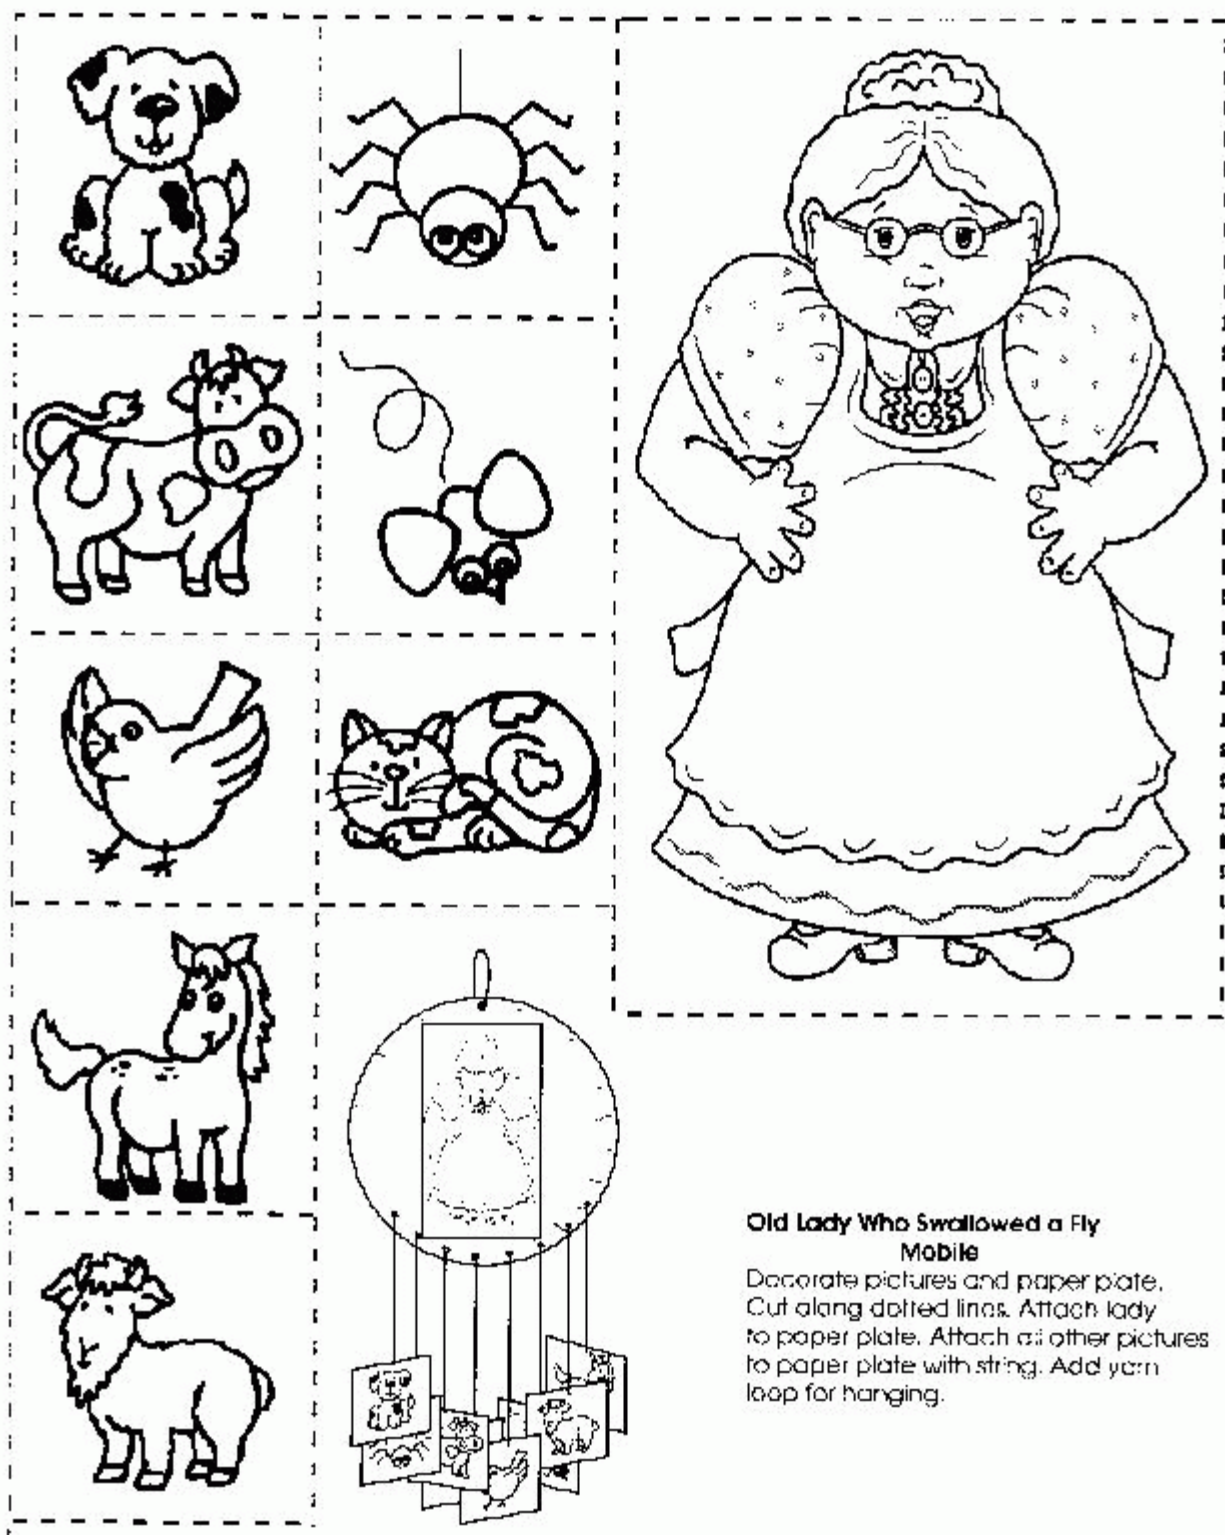 Old Lady Who Swallowed a Fly
Mobile
Decorate pictures and paper plate.
Cut along dotted lines. Attach lady
to paper plate. Attach all other pictures
to paper plate with string. Add yarn
loop for hanging.